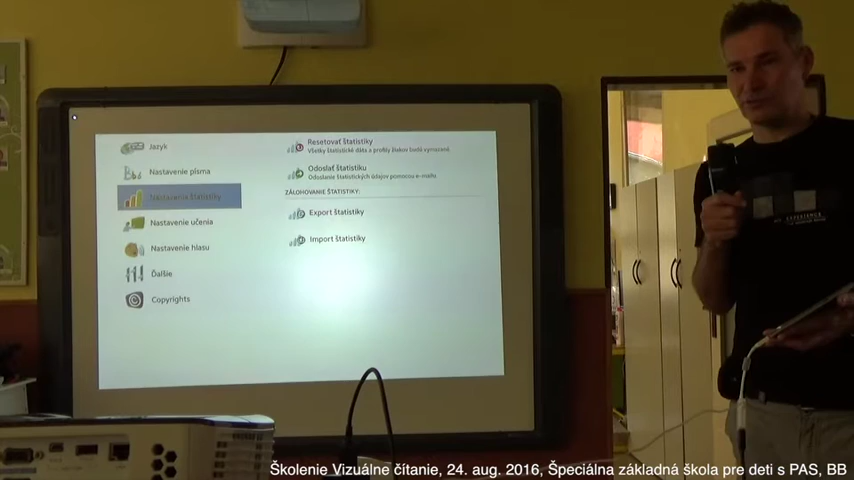 Jazyk
Nastavenie písma
Nastavenie štatistiky
Nastavenie učenia
Nastavenie hlasu
Ďalšie
Copyrights
Resetovať štatistiky
Všetky štatistické dáta a profily žiakov budú vymazané.
Odoslať štatistiku
Odoslanie štatistických údajov pomocou e-mailu.
ZÁLOHOVANIE ŠTATISTIKY:
Export štatistiky
Import štatistiky
EXPERIENCE
Školenie Vizuálne čítanie, 24. aug. 2016, Špeciálna základná škola pre deti s PAS, BB